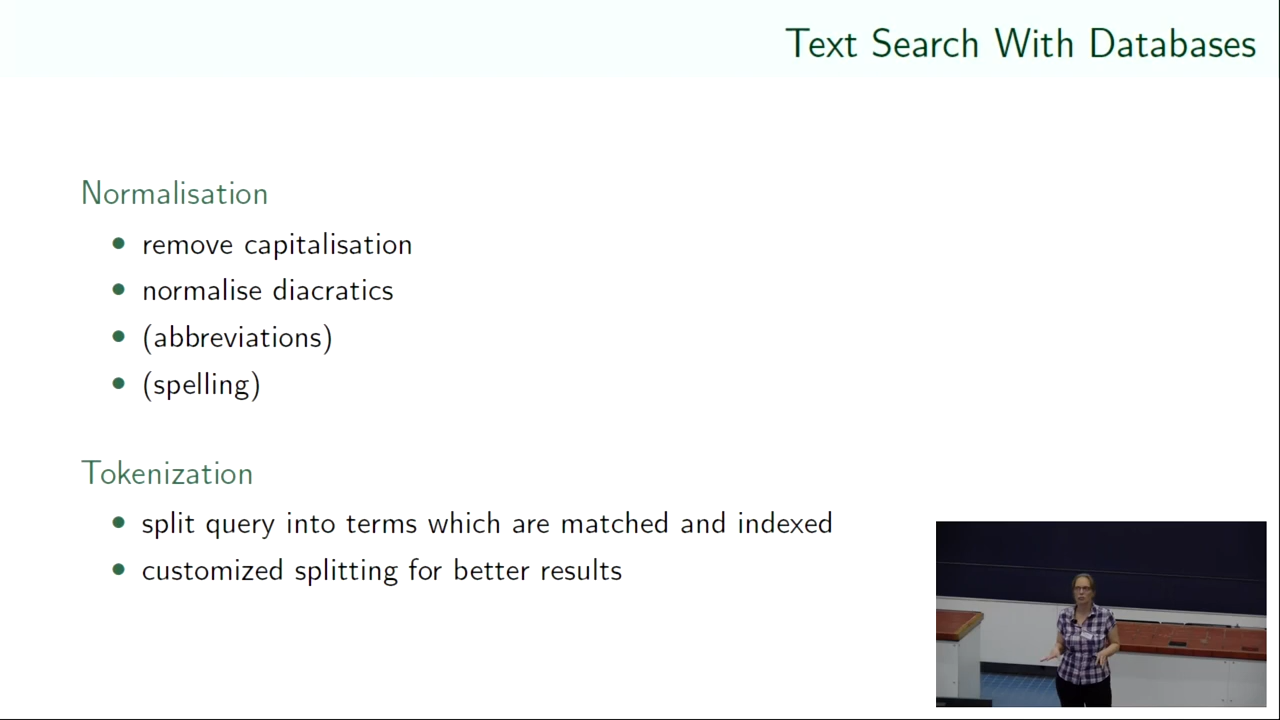 Text Search With Databases
Normalisation
• remove capitalisation
• normalise diacratics
• (abbreviations)
• (spelling)
Tokenization
• split query into terms which are matched and indexed
• customized splitting for better results